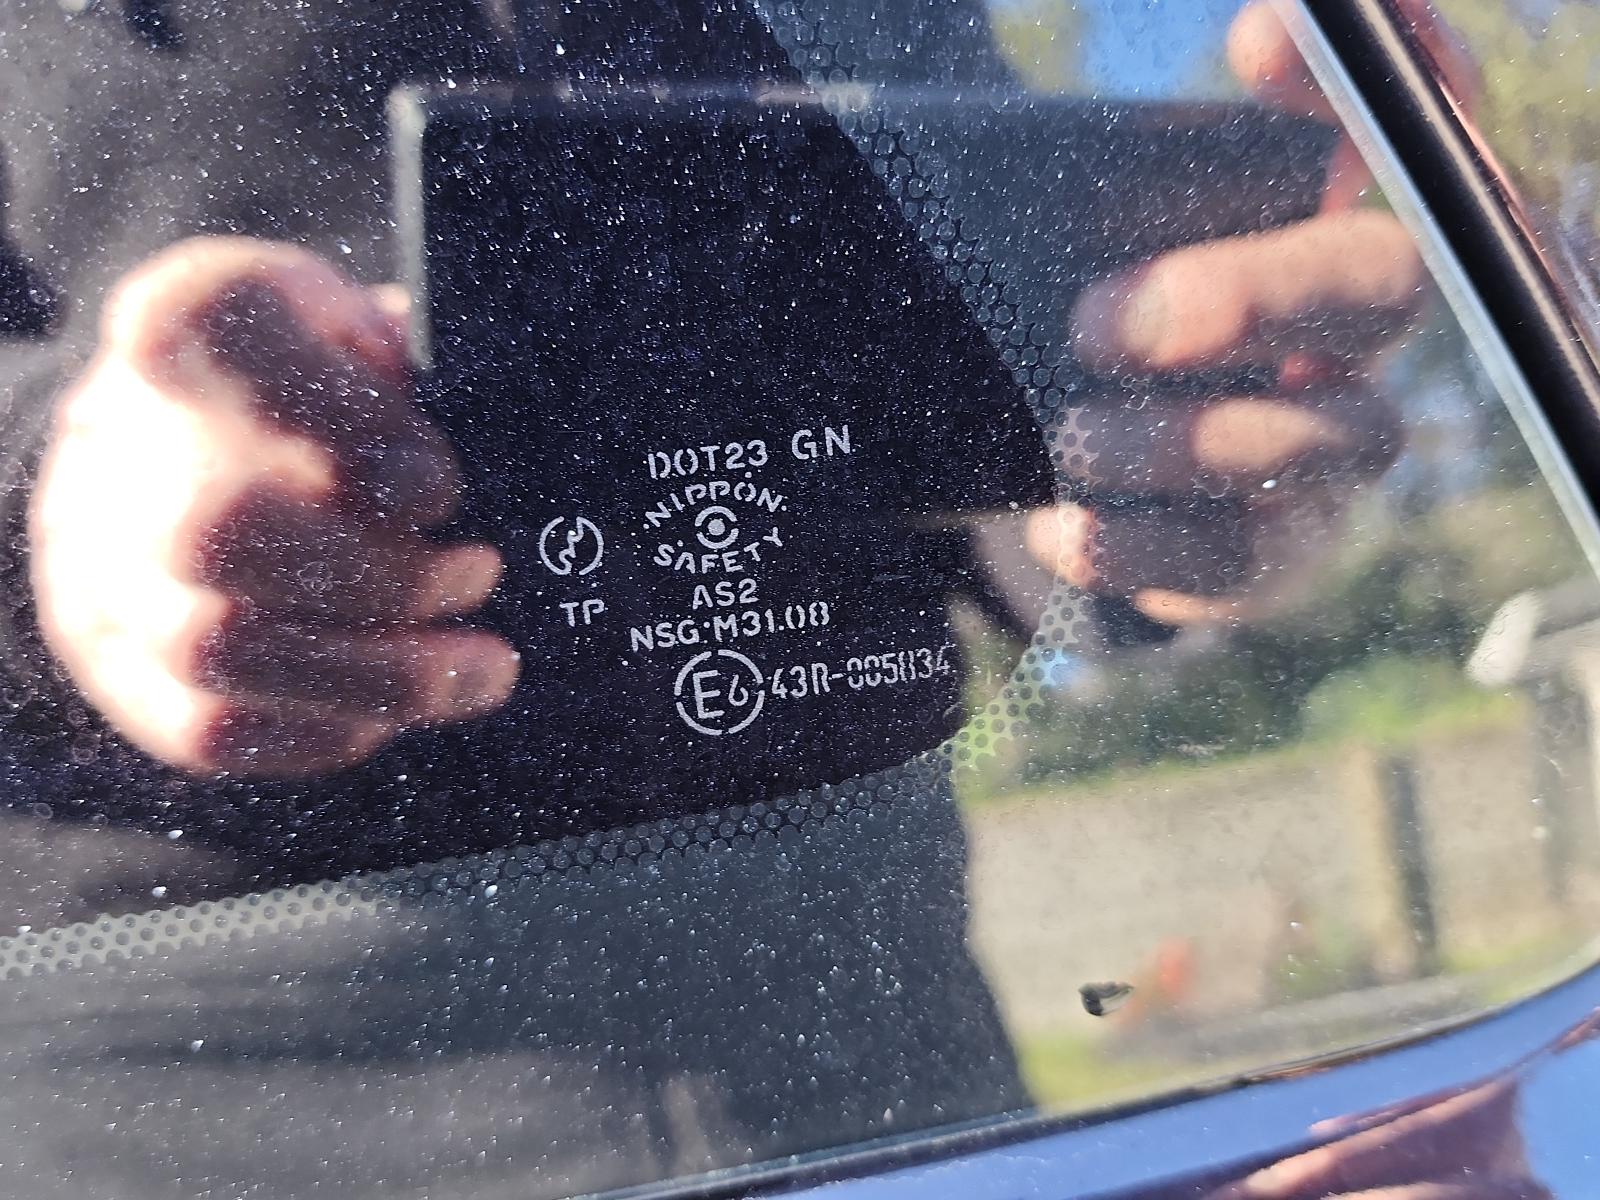 DOT23 GN
NIPPON
SAFETY
AS2
TP
NSG M31.08
E6 43R-005834